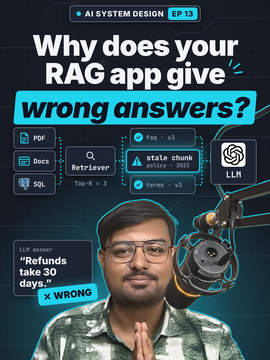 AI SYSTEM DESIGN EP 13
Why does your
RAG app give
wrong answers?
PDF
Docs
SQL
Retriever
Top-K = 3
faq · v3
stale chunk
policy · 2023
terms · v3
LLM
LLM answer
"Refunds
take 30
days."
✕ WRONG